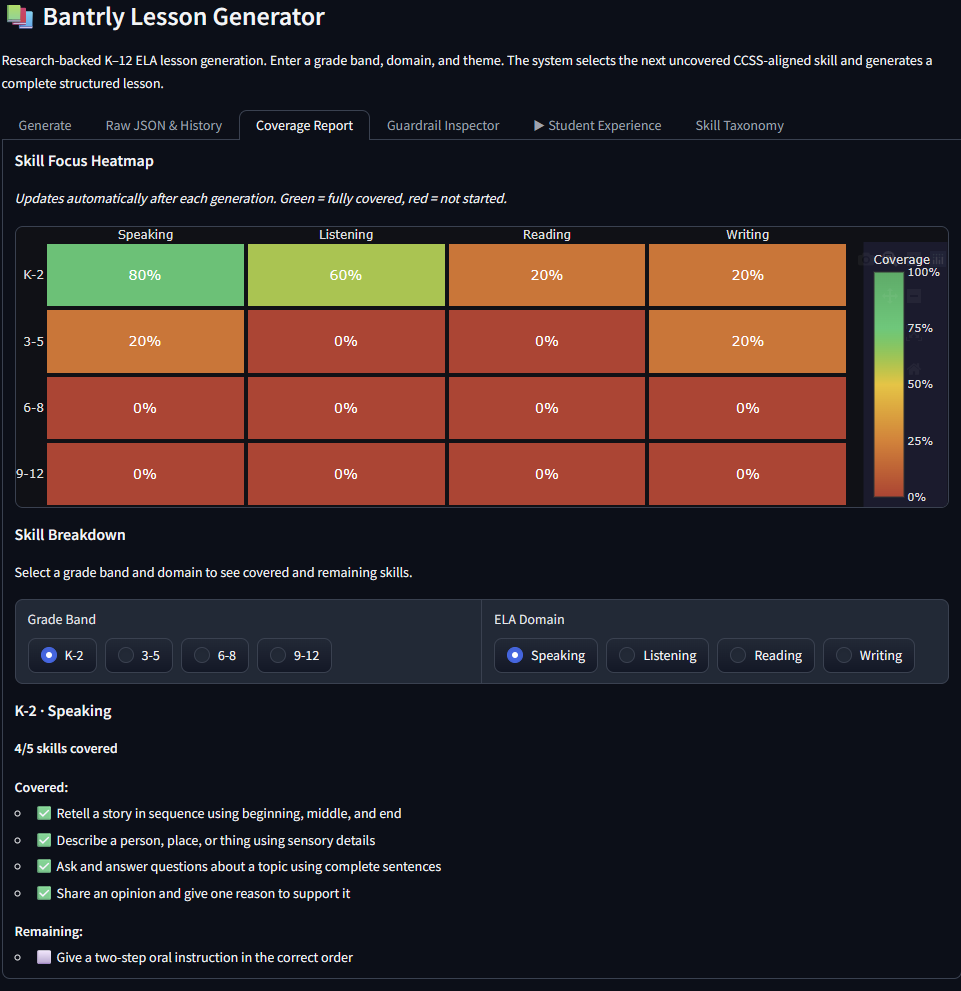 Bantrly Lesson Generator
Research-backed K–12 ELA lesson generation. Enter a grade band, domain, and theme. The system selects the next uncovered CCSS-aligned skill and generates a
complete structured lesson.
Generate Raw JSON & History Coverage Report Guardrail Inspector ▶ Student Experience Skill Taxonomy
Skill Focus Heatmap
Updates automatically after each generation. Green = fully covered, red = not started.
Speaking Listening Reading Writing
K-2 80% 60% 20% 20%
3-5 20% 0% 0% 20%
6-8 0% 0% 0% 0%
9-12 0% 0% 0% 0%
Coverage
100%
75%
50%
25%
0%
Skill Breakdown
Select a grade band and domain to see covered and remaining skills.
Grade Band
K-2 3-5 6-8 9-12
ELA Domain
Speaking Listening Reading Writing
K-2 · Speaking
4/5 skills covered
Covered:
Retell a story in sequence using beginning, middle, and end
Describe a person, place, or thing using sensory details
Ask and answer questions about a topic using complete sentences
Share an opinion and give one reason to support it
Remaining:
Give a two-step oral instruction in the correct order